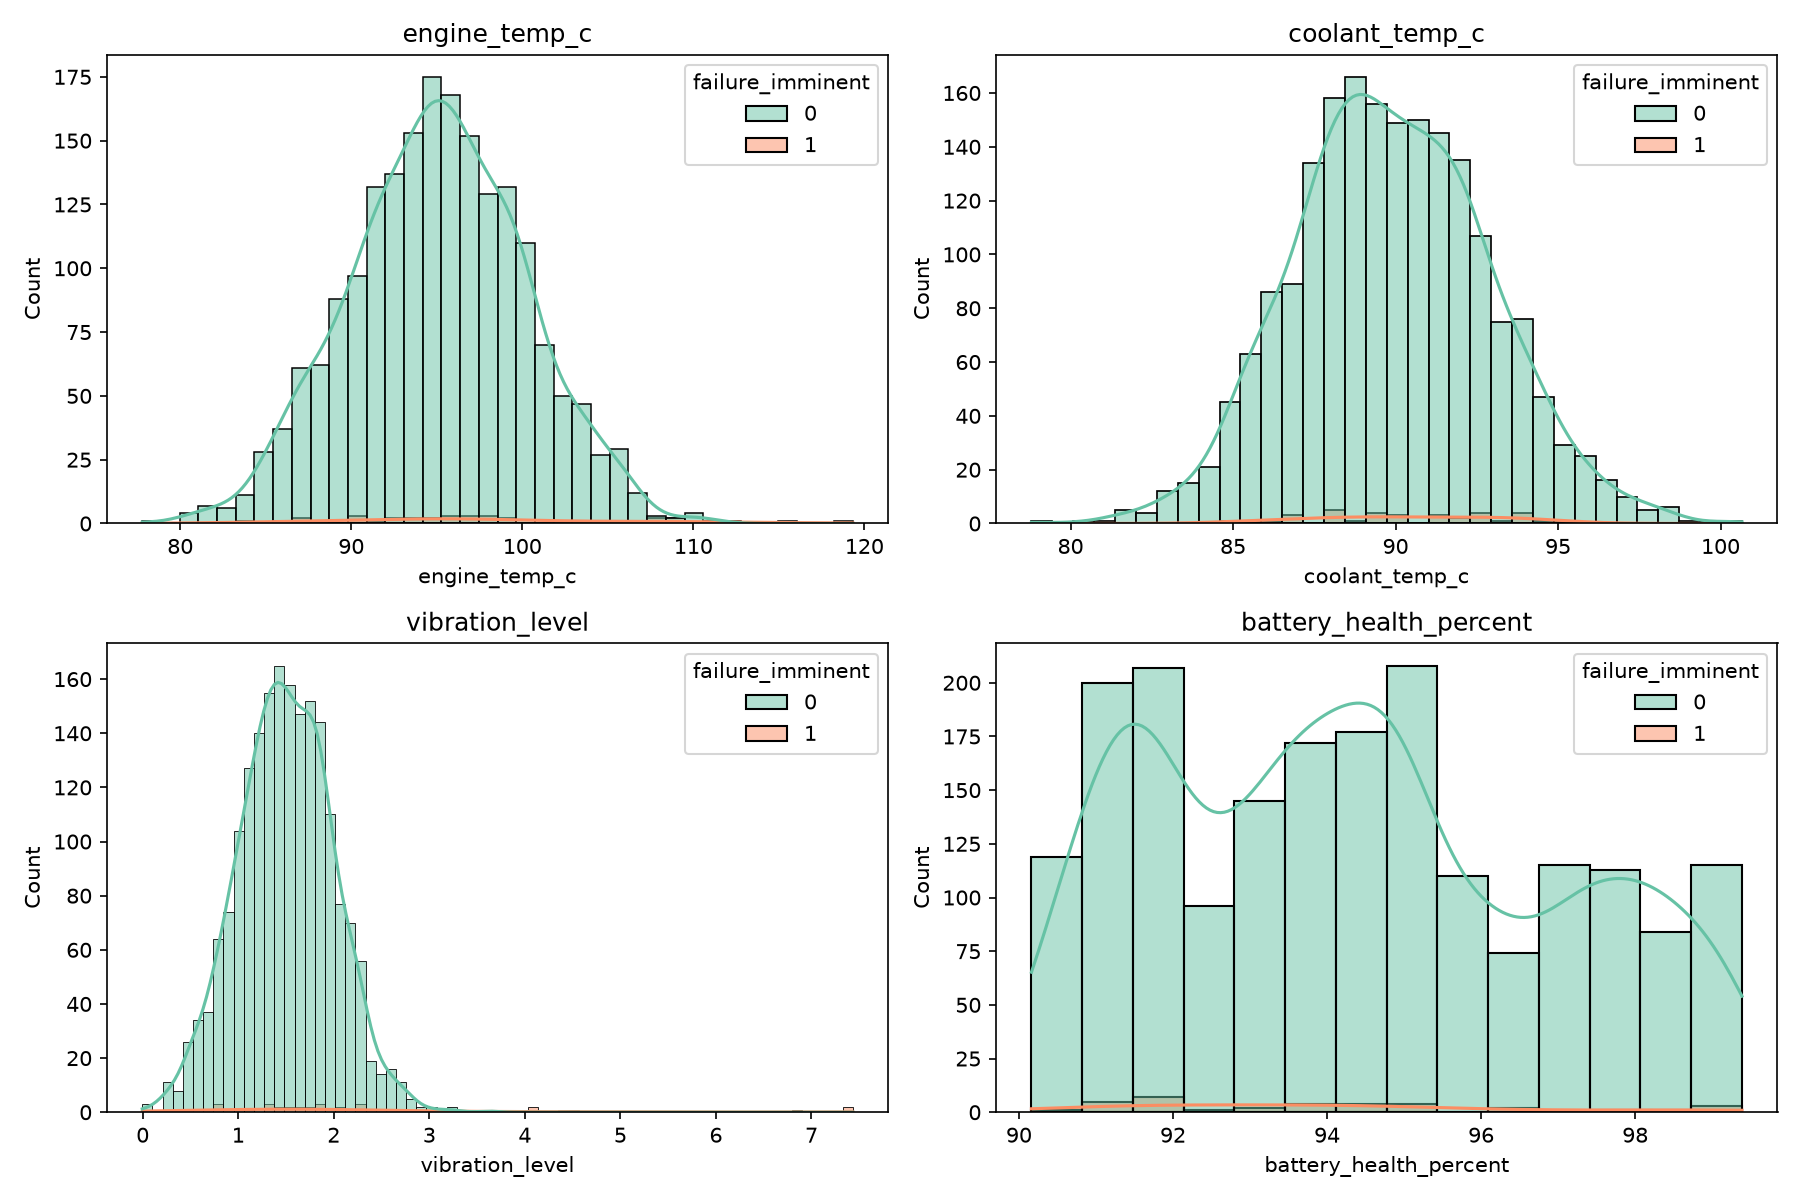 engine_temp_c
175
150
125
100
75
50
25
0
Count
80 90 100 110 120
engine_temp_c
failure_imminent
0
1
coolant_temp_c
160
140
120
100
80
60
40
20
0
Count
80 85 90 95 100
coolant_temp_c
failure_imminent
0
1
vibration_level
160
140
120
100
80
60
40
20
0
Count
0 1 2 3 4 5 6 7
vibration_level
failure_imminent
0
1
battery_health_percent
200
175
150
125
100
75
50
25
0
Count
90 92 94 96 98
battery_health_percent
failure_imminent
0
1